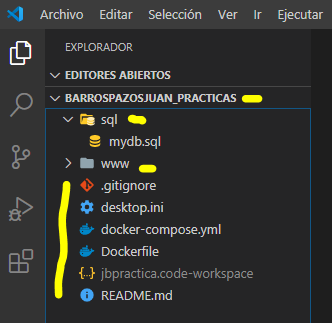 Archivo Editar Selección Ver Ir Ejecutar
EXPLORADOR
EDITORES ABIERTOS
BARROSPAZOSJUAN_PRACTICAS
sql
mydb.sql
www
.gitignore
desktop.ini
docker-compose.yml
Dockerfile
jbpractica.code-workspace
README.md